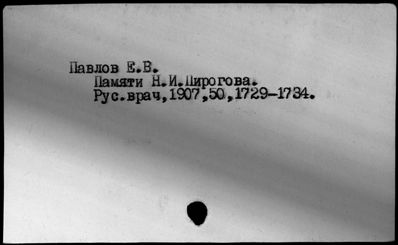 Павлов Е.В.
Памяти Н.И.Пирогова.
Рус.врач,1907,50,1729-1734.